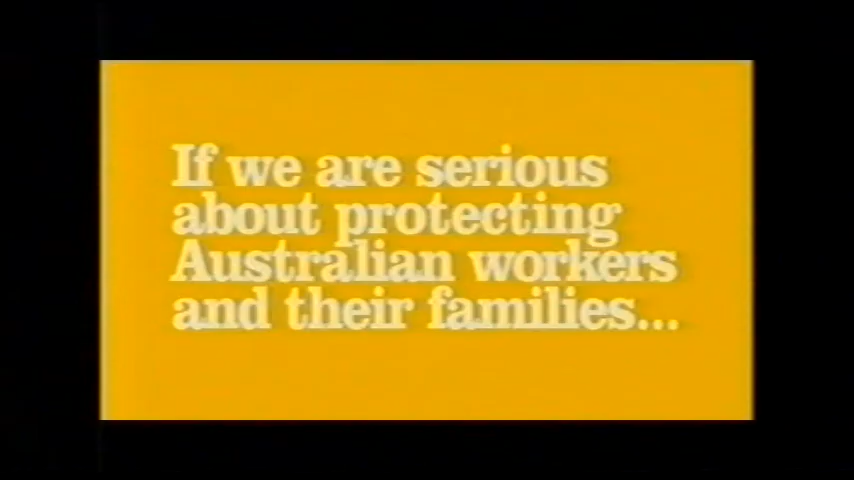 If we are serious
about protecting
Australian workers
and their families...